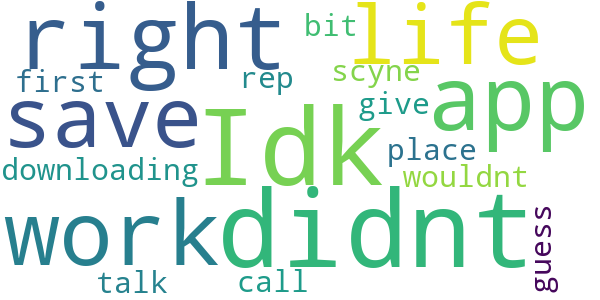 right
bit
life
first
rep
scyne
save
Idk
give
app
place
downloading
wouldnt
work
didnt
guess
talk
call